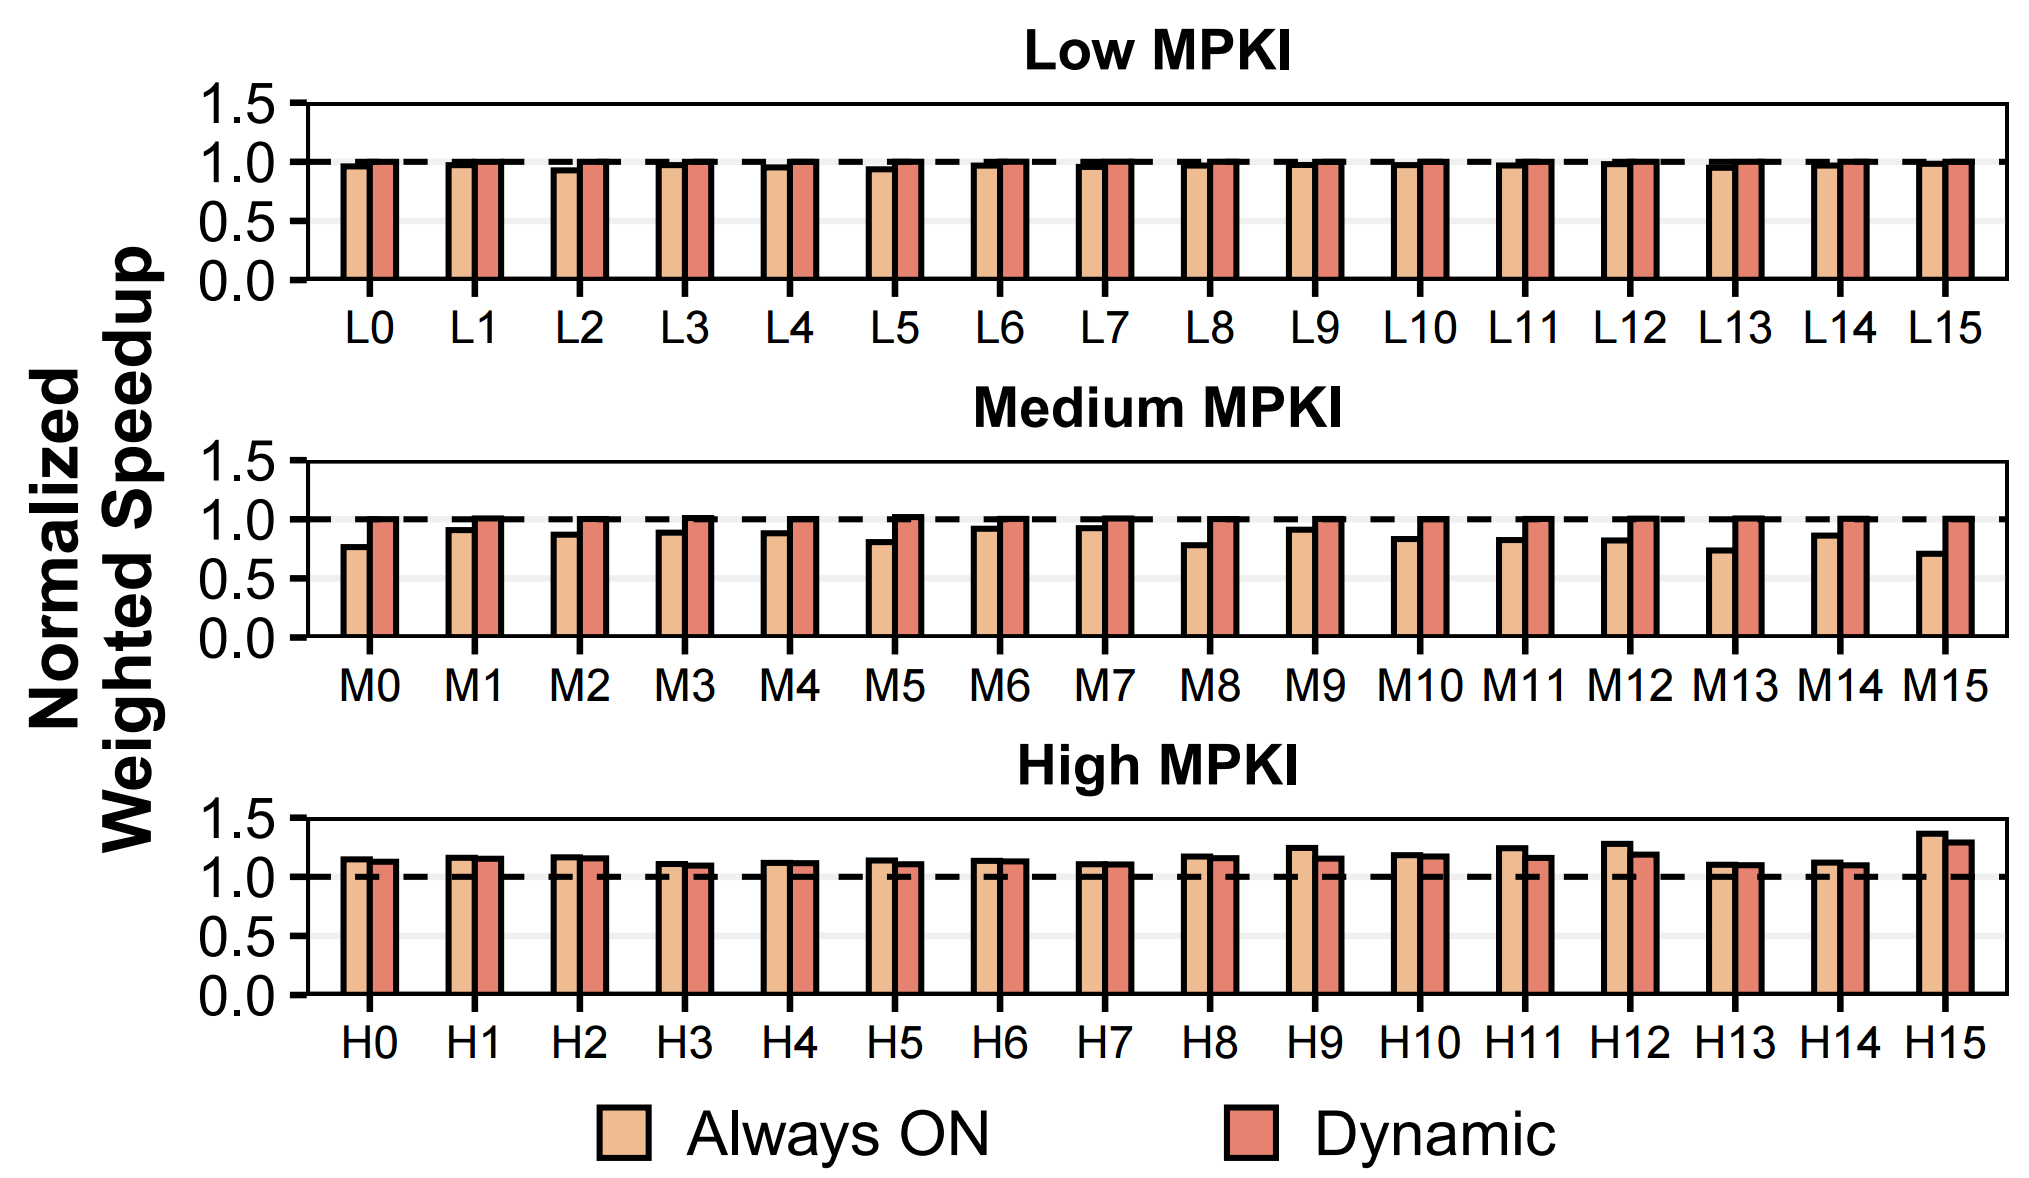 Low MPKI
1.5
1.0
0.5
0.0
L0 L1 L2 L3 L4 L5 L6 L7 L8 L9 L10 L11 L12 L13 L14 L15
Normalized
Weighted Speedup
Medium MPKI
1.5
1.0
0.5
0.0
M0 M1 M2 M3 M4 M5 M6 M7 M8 M9 M10 M11 M12 M13 M14 M15
High MPKI
1.5
1.0
0.5
0.0
H0 H1 H2 H3 H4 H5 H6 H7 H8 H9 H10 H11 H12 H13 H14 H15
Always ON Dynamic